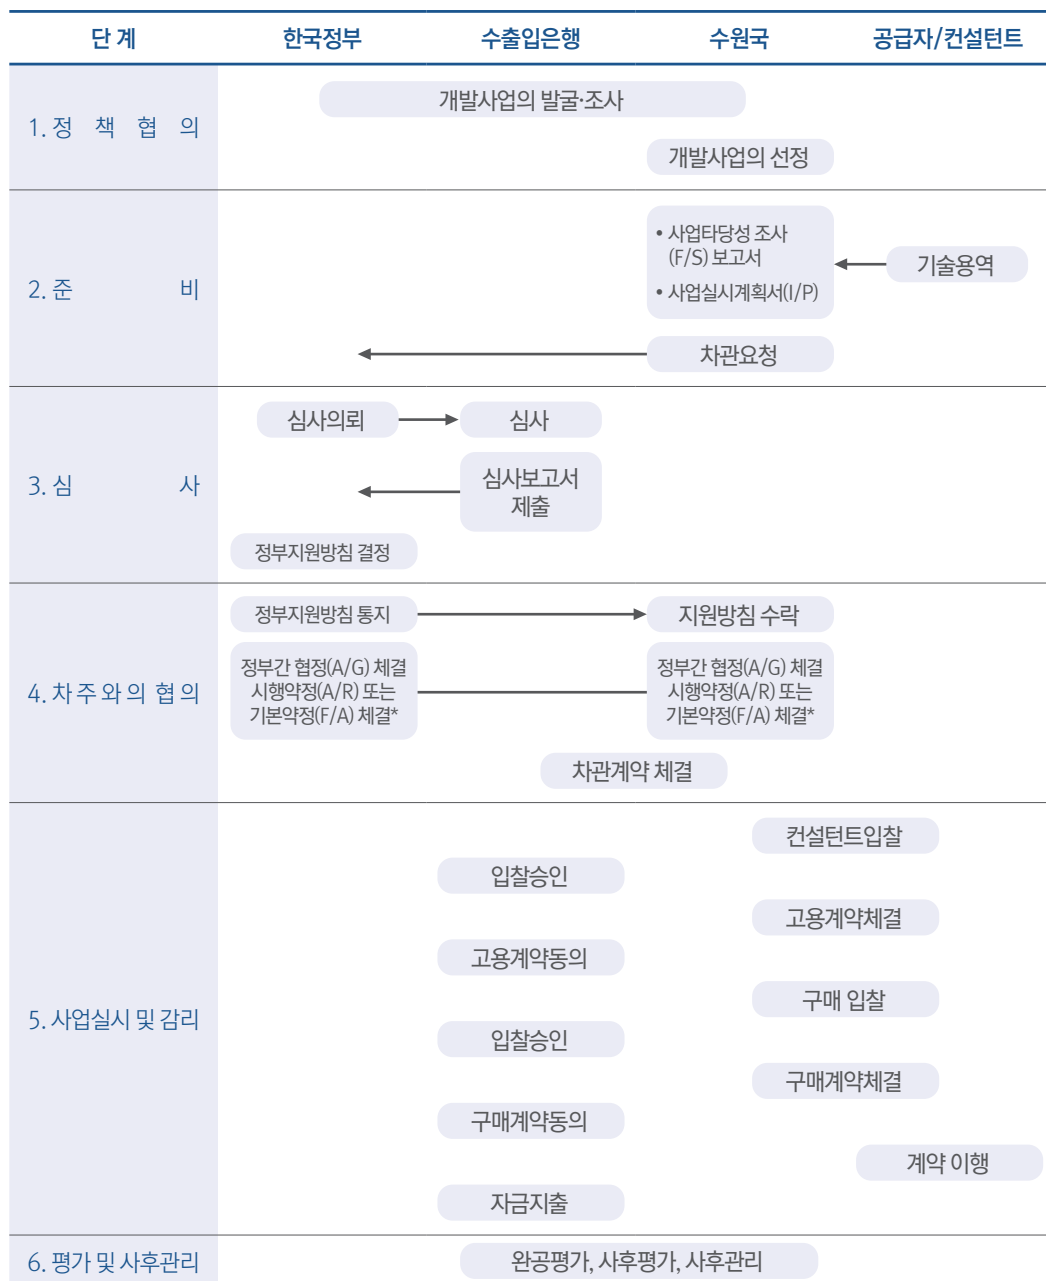 단 계
한국정부
수출입은행
수원국
공급자/컨설턴트
1. 정 책 협 의
개발사업의 발굴·조사
개발사업의 선정
2. 준 비
• 사업타당성 조사
(F/S) 보고서
• 사업실시계획서(I/P)
기술용역
차관요청
3. 심 사
심사의뢰
심사
심사보고서
제출
정부지원방침 결정
4. 차 주 와 의 협 의
정부지원방침 통지
지원방침 수락
정부간 협정(A/G) 체결
시행약정(A/R) 또는
기본약정(F/A) 체결*
정부간 협정(A/G) 체결
시행약정(A/R) 또는
기본약정(F/A) 체결*
차관계약 체결
5. 사업실시 및 감리
컨설턴트입찰
입찰승인
고용계약체결
고용계약동의
구매 입찰
입찰승인
구매계약체결
구매계약동의
계약 이행
자금지출
6. 평가 및 사후관리
완공평가, 사후평가, 사후관리